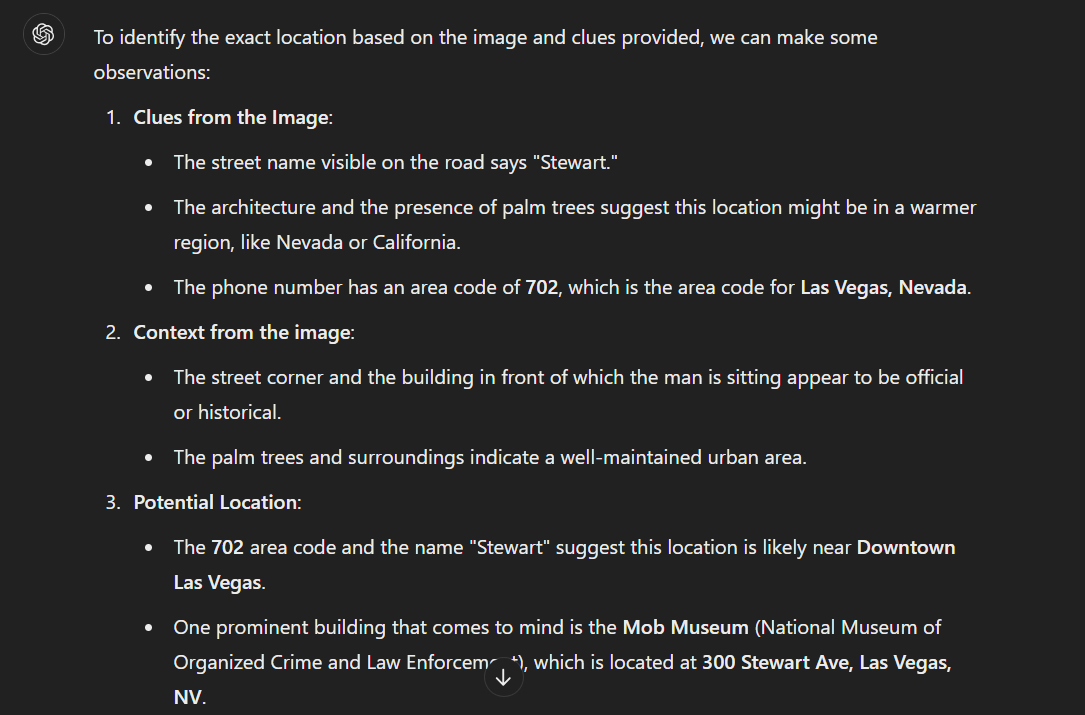 To identify the exact location based on the image and clues provided, we can make some
observations:
1. Clues from the Image:
• The street name visible on the road says "Stewart."
• The architecture and the presence of palm trees suggest this location might be in a warmer
region, like Nevada or California.
• The phone number has an area code of 702, which is the area code for Las Vegas, Nevada.
2. Context from the image:
• The street corner and the building in front of which the man is sitting appear to be official
or historical.
• The palm trees and surroundings indicate a well-maintained urban area.
3. Potential Location:
• The 702 area code and the name "Stewart" suggest this location is likely near Downtown
Las Vegas.
• One prominent building that comes to mind is the Mob Museum (National Museum of
Organized Crime and Law Enforcement), which is located at 300 Stewart Ave, Las Vegas,
NV.